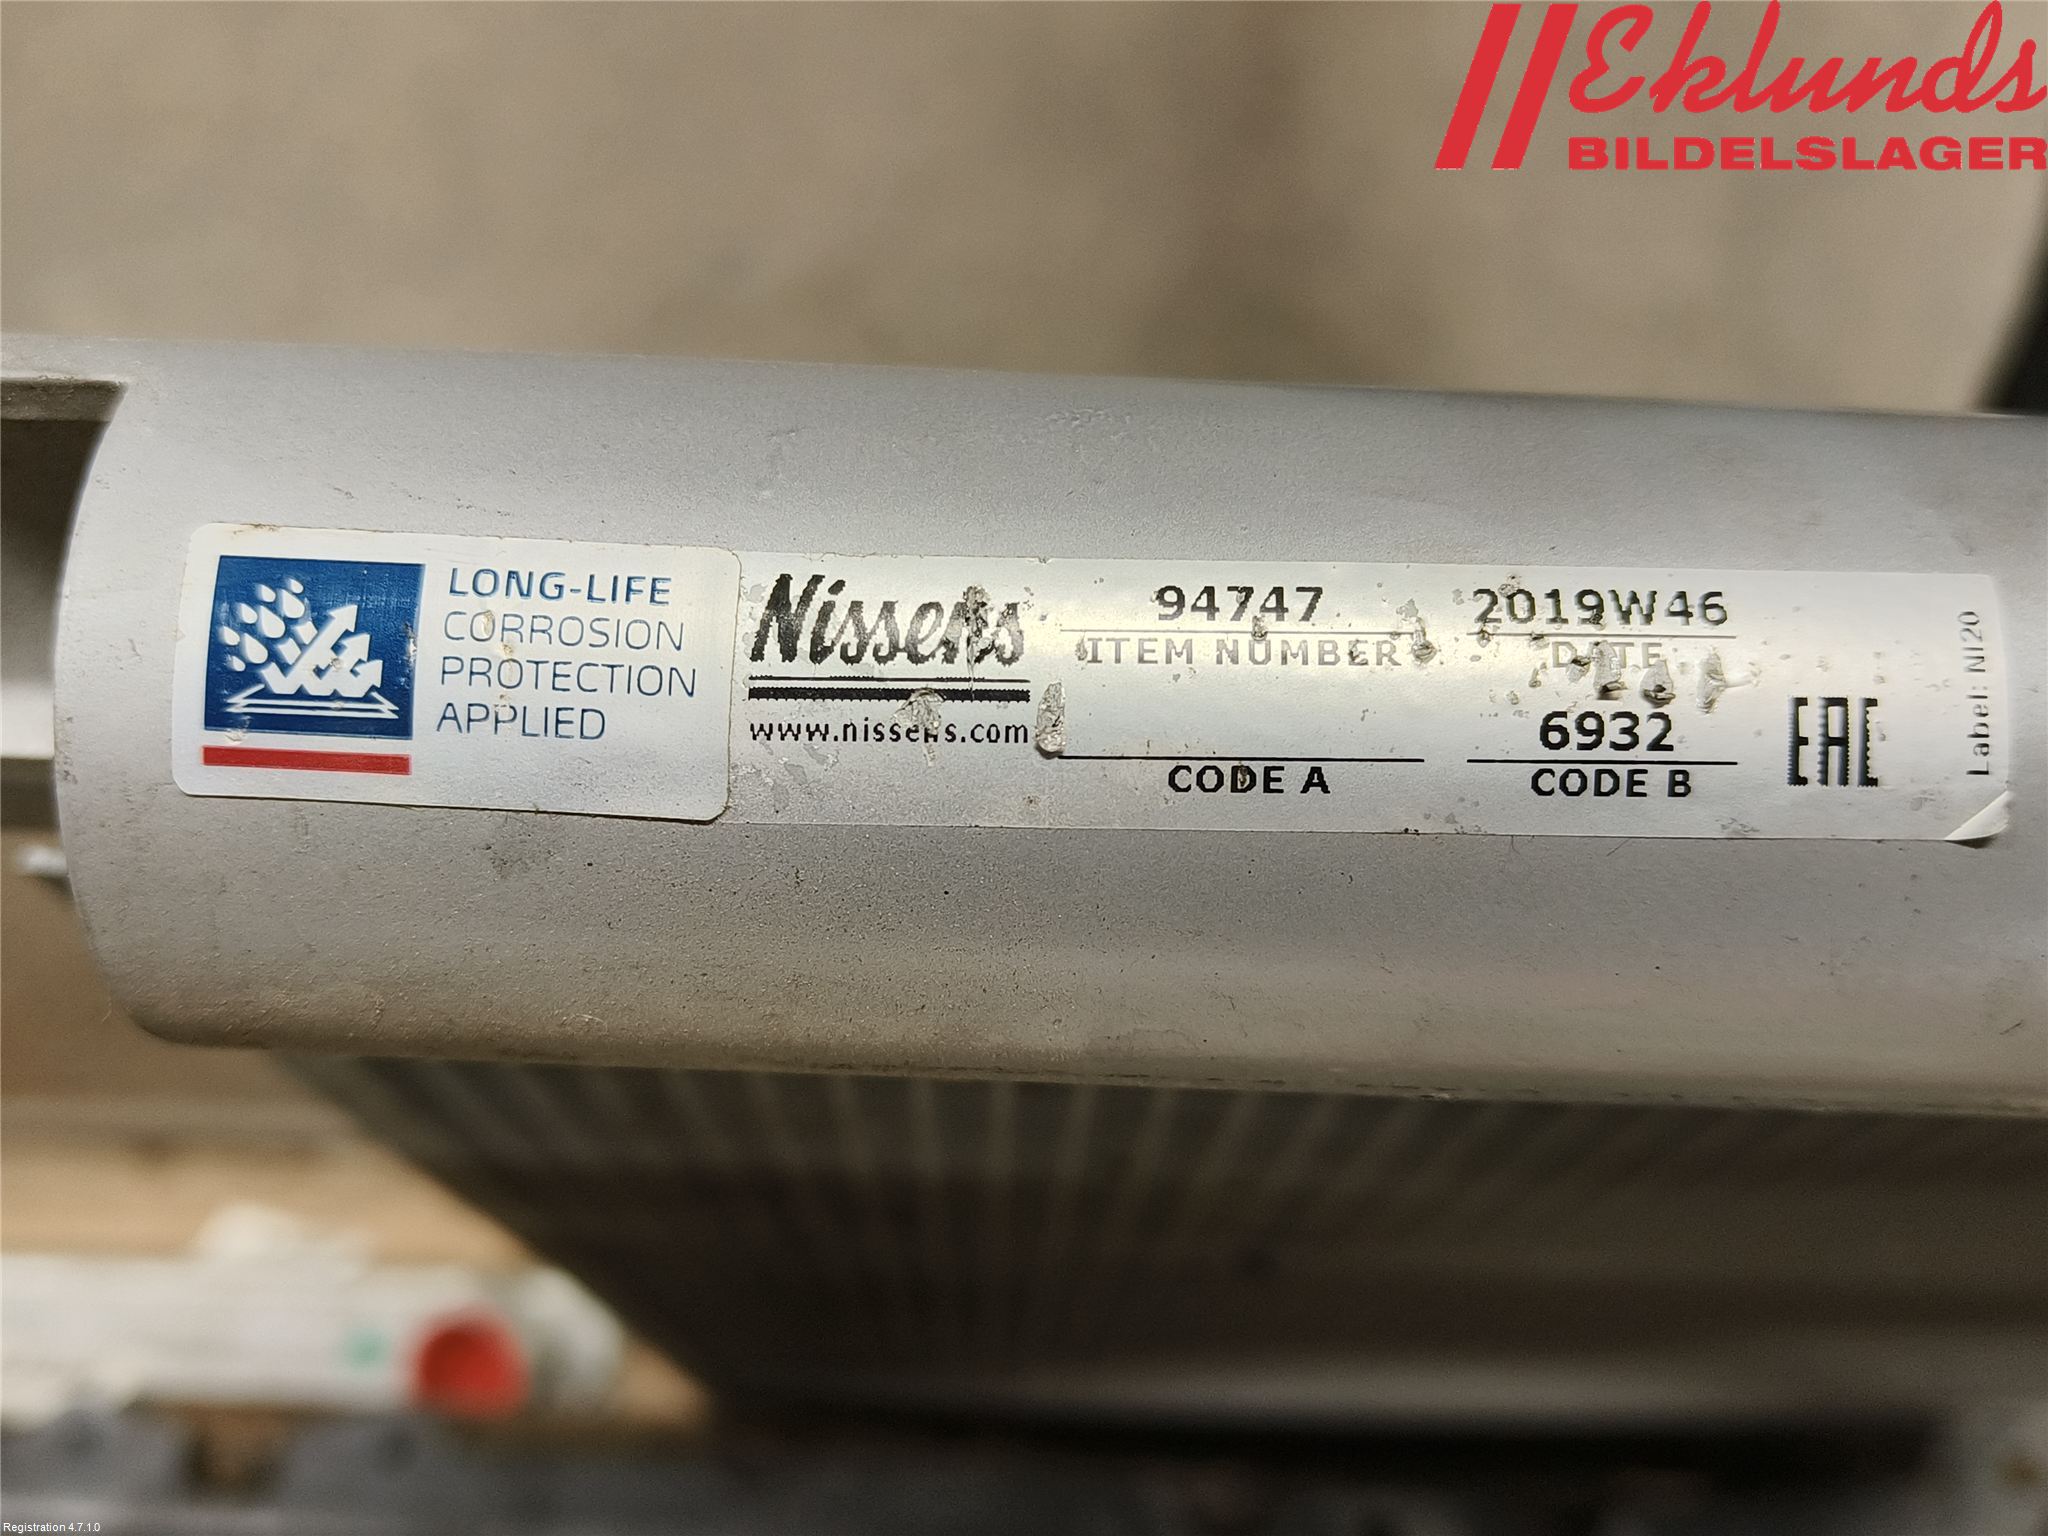 Eklunds
BILDELSLAGER
LONG-LIFE
CORROSION
PROTECTION
APPLIED
Nissens
www.nissens.com
94747
ITEM NUMBER
CODE A
2019W46
DATE
6932
CODE B
EAC
Label: NI20
Registration 4.7.1.0